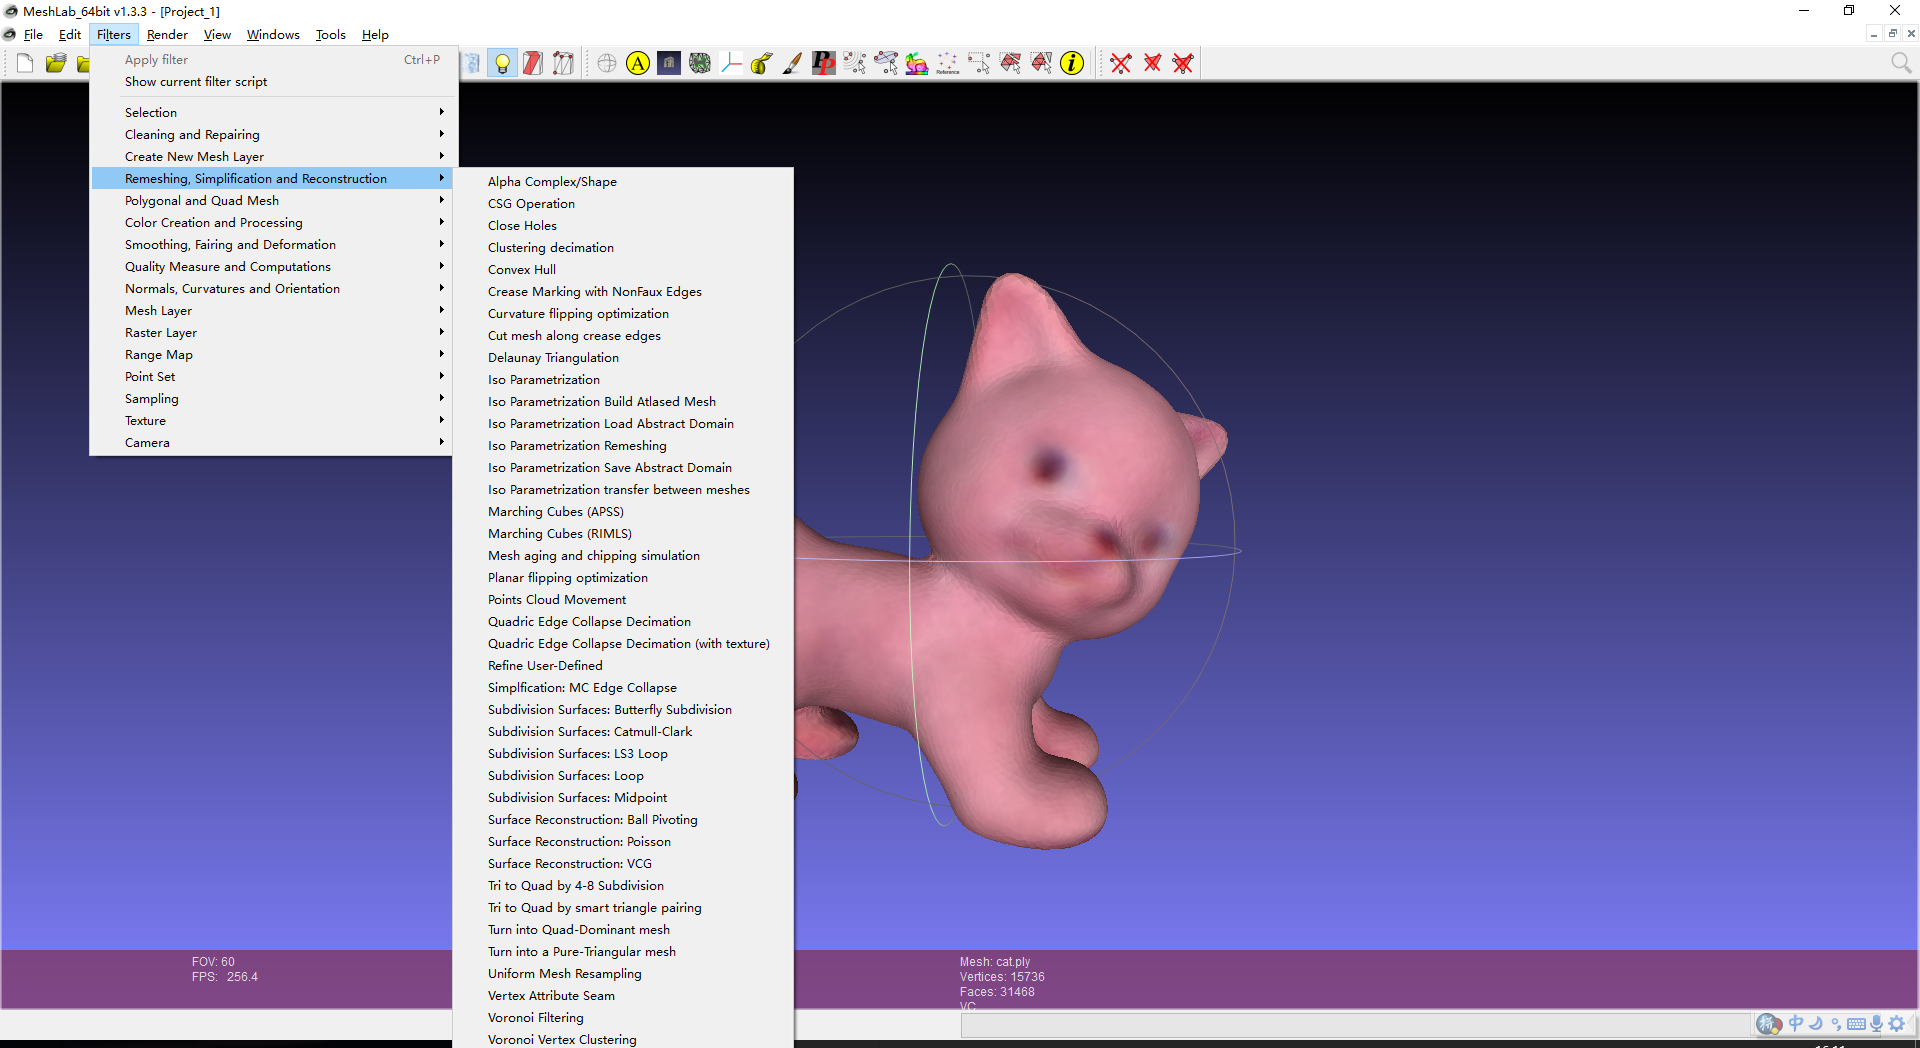 MeshLab_64bit v1.3.3 - [Project_1]
File Edit Filters Render View Windows Tools Help
A PP Reference i
Apply filter Ctrl+P
Show current filter script
Selection
Cleaning and Repairing
Create New Mesh Layer
Remeshing, Simplification and Reconstruction
Polygonal and Quad Mesh
Color Creation and Processing
Smoothing, Fairing and Deformation
Quality Measure and Computations
Normals, Curvatures and Orientation
Mesh Layer
Raster Layer
Range Map
Point Set
Sampling
Texture
Camera
Alpha Complex/Shape
CSG Operation
Close Holes
Clustering decimation
Convex Hull
Crease Marking with NonFaux Edges
Curvature flipping optimization
Cut mesh along crease edges
Delaunay Triangulation
Iso Parametrization
Iso Parametrization Build Atlased Mesh
Iso Parametrization Load Abstract Domain
Iso Parametrization Remeshing
Iso Parametrization Save Abstract Domain
Iso Parametrization transfer between meshes
Marching Cubes (APSS)
Marching Cubes (RIMLS)
Mesh aging and chipping simulation
Planar flipping optimization
Points Cloud Movement
Quadric Edge Collapse Decimation
Quadric Edge Collapse Decimation (with texture)
Refine User-Defined
Simplfication: MC Edge Collapse
Subdivision Surfaces: Butterfly Subdivision
Subdivision Surfaces: Catmull-Clark
Subdivision Surfaces: LS3 Loop
Subdivision Surfaces: Loop
Subdivision Surfaces: Midpoint
Surface Reconstruction: Ball Pivoting
Surface Reconstruction: Poisson
Surface Reconstruction: VCG
Tri to Quad by 4-8 Subdivision
Tri to Quad by smart triangle pairing
Turn into Quad-Dominant mesh
Turn into a Pure-Triangular mesh
Uniform Mesh Resampling
Vertex Attribute Seam
Voronoi Filtering
Voronoi Vertex Clustering
FOV: 60
FPS: 256.4
Mesh: cat.ply
Vertices: 15736
Faces: 31468
VC
中